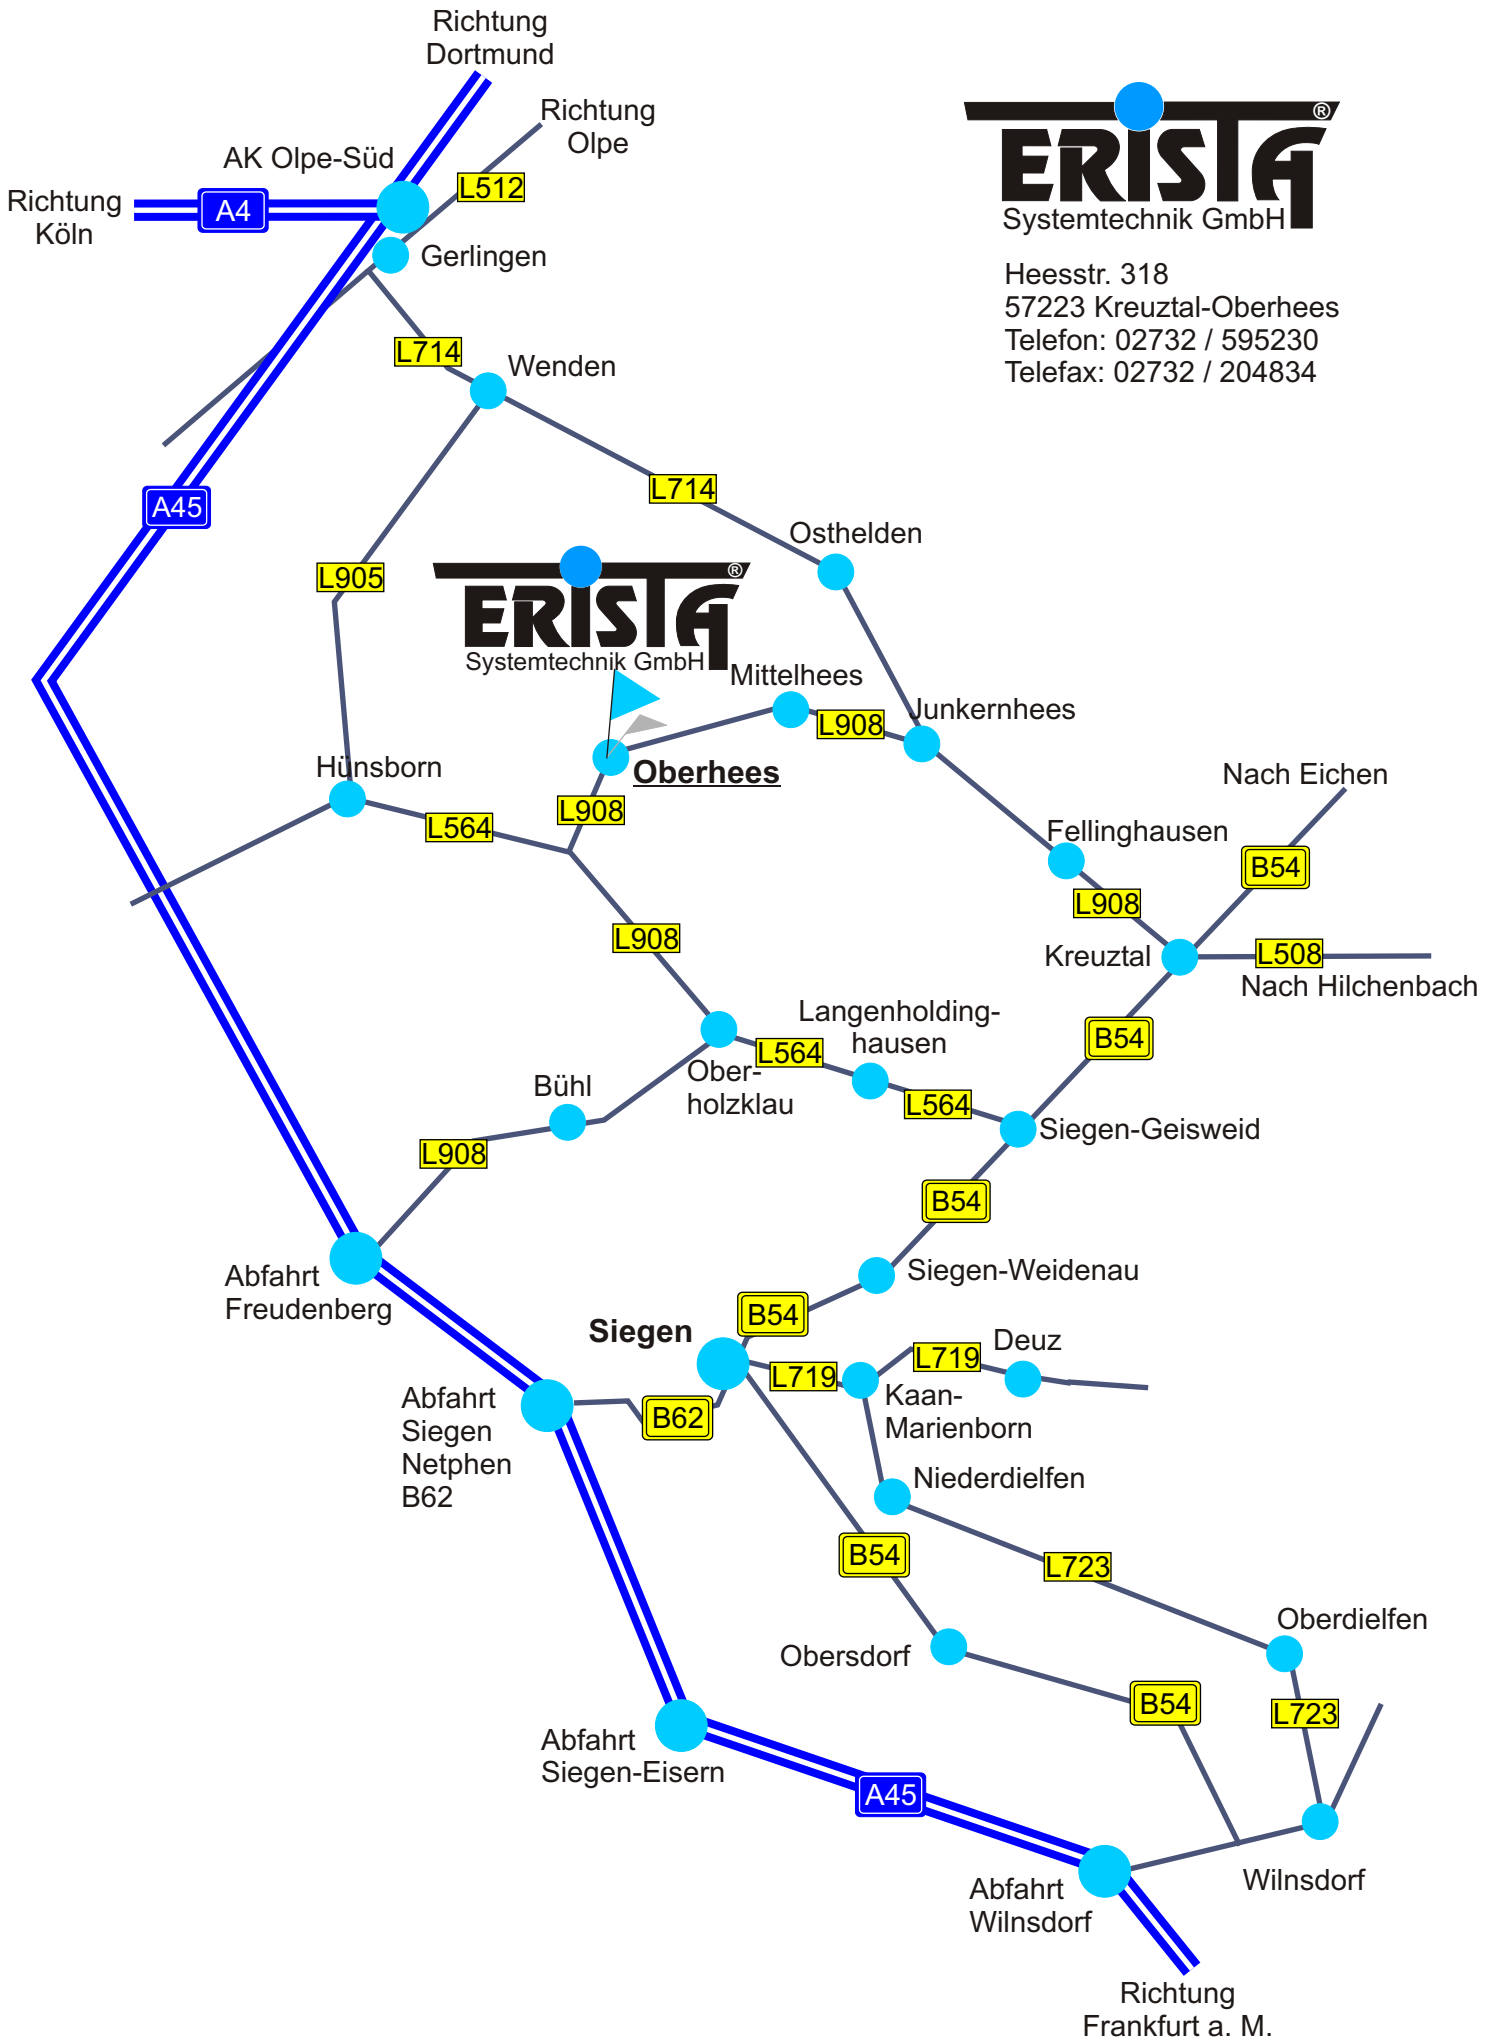 Richtung
Dortmund
Richtung
Olpe
AK Olpe-Süd
L512
Richtung
Köln
A4
Gerlingen
ERISTA®
Systemtechnik GmbH
Heesstr. 318
57223 Kreuztal-Oberhees
Telefon: 02732 / 595230
Telefax: 02732 / 204834
L714
Wenden
A45
L714
Osthelden
L905
ERISTA®
Systemtechnik GmbH
Mittelhees
L908
Junkernhees
Oberhees
Hünsborn
L908
L564
Nach Eichen
Fellinghausen
B54
L908
L908
Kreuztal
L508
Nach Hilchenbach
Langenholding-
hausen
B54
L564
Ober-
holzklau
Bühl
L564
Siegen-Geisweid
L908
B54
Abfahrt
Freudenberg
Siegen-Weidenau
B54
Siegen
Deuz
L719
L719
Kaan-
Marienborn
Abfahrt
Siegen
Netphen
B62
B62
Niederdielfen
B54
L723
Oberdielfen
Obersdorf
B54
L723
Abfahrt
Siegen-Eisern
A45
Wilnsdorf
Abfahrt
Wilnsdorf
Richtung
Frankfurt a. M.